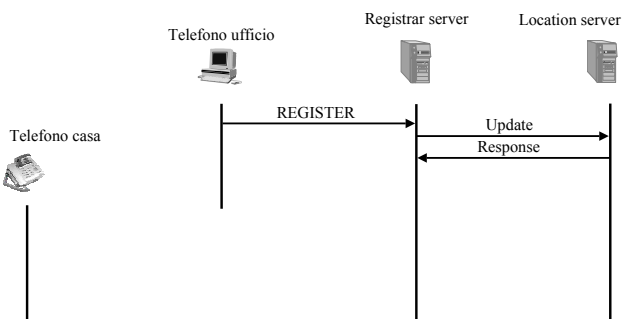 Registrar server
Location server
Telefono ufficio
REGISTER
Update
Telefono casa
Response